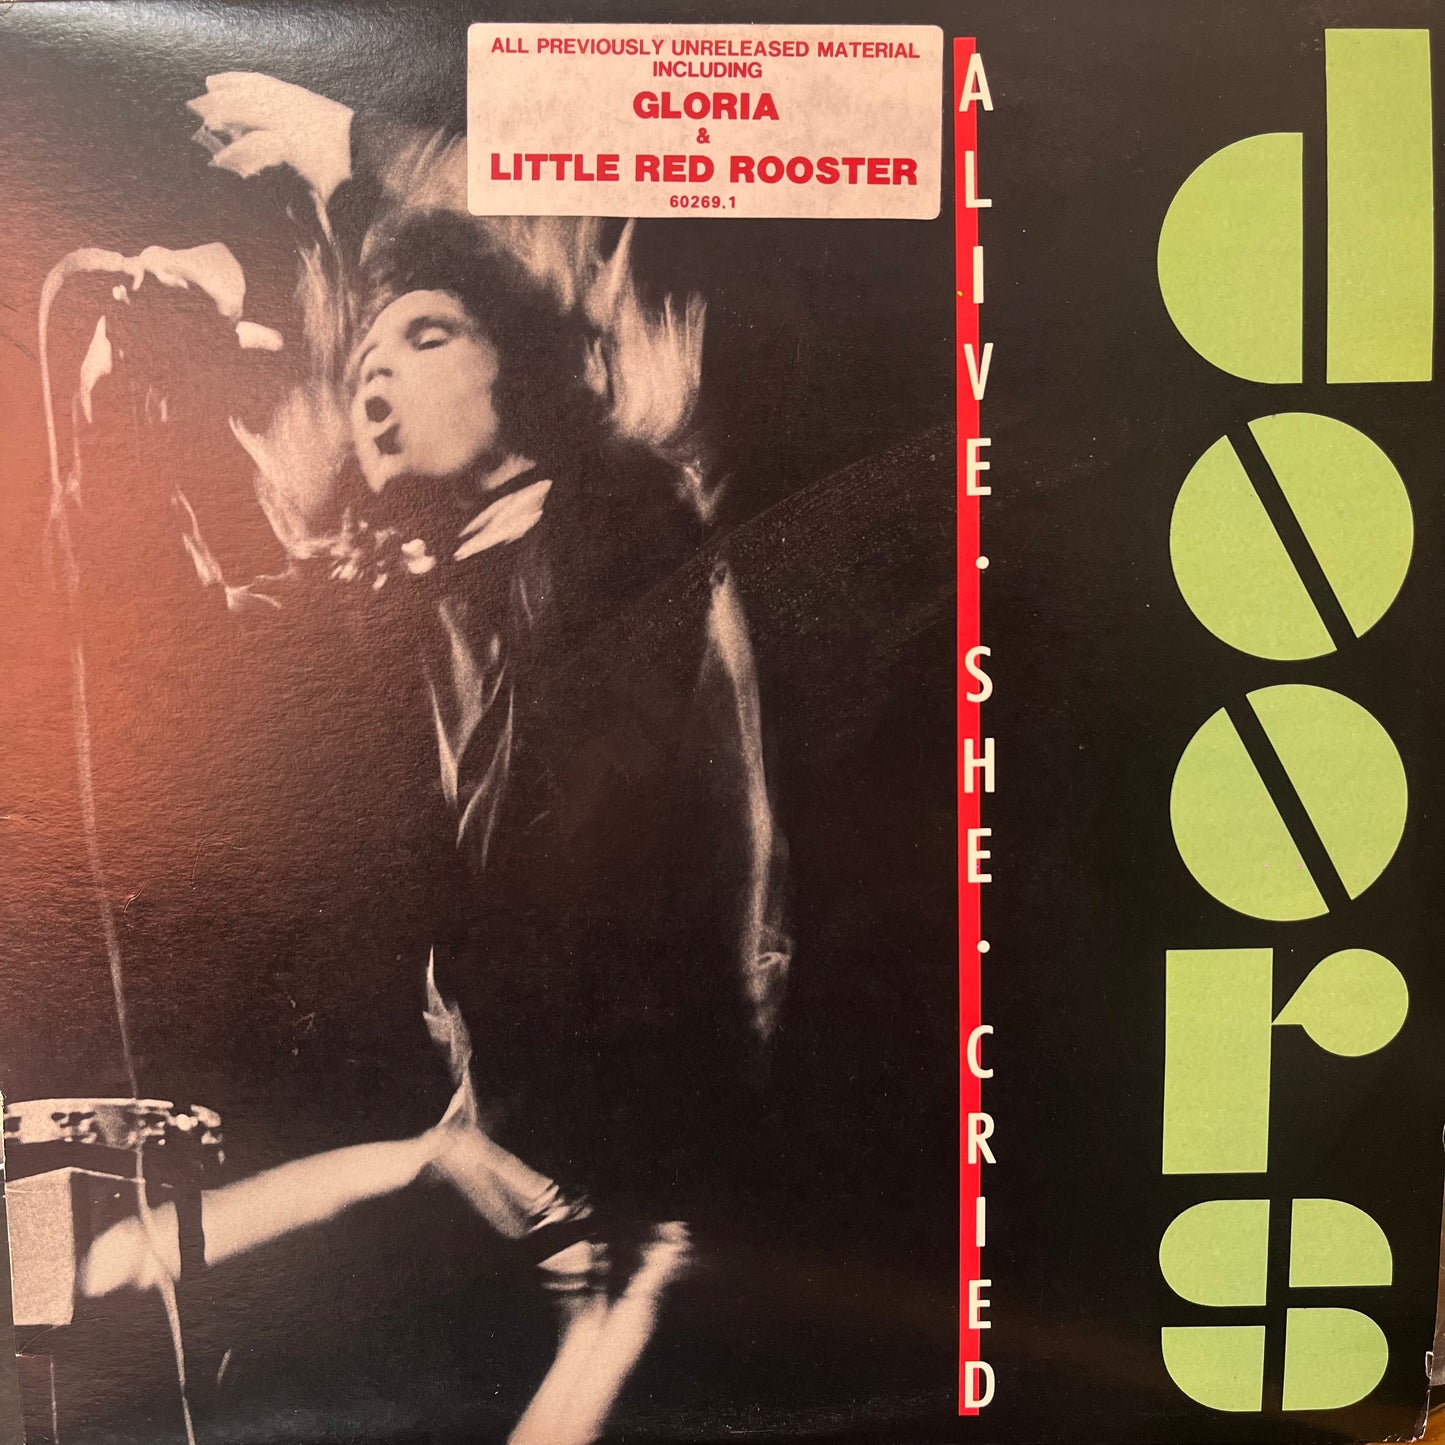 ALL PREVIOUSLY UNRELEASED MATERIAL
INCLUDING
GLORIA
&
LITTLE RED ROOSTER
60269.1
ALIVE·SHE·CRIED
doors